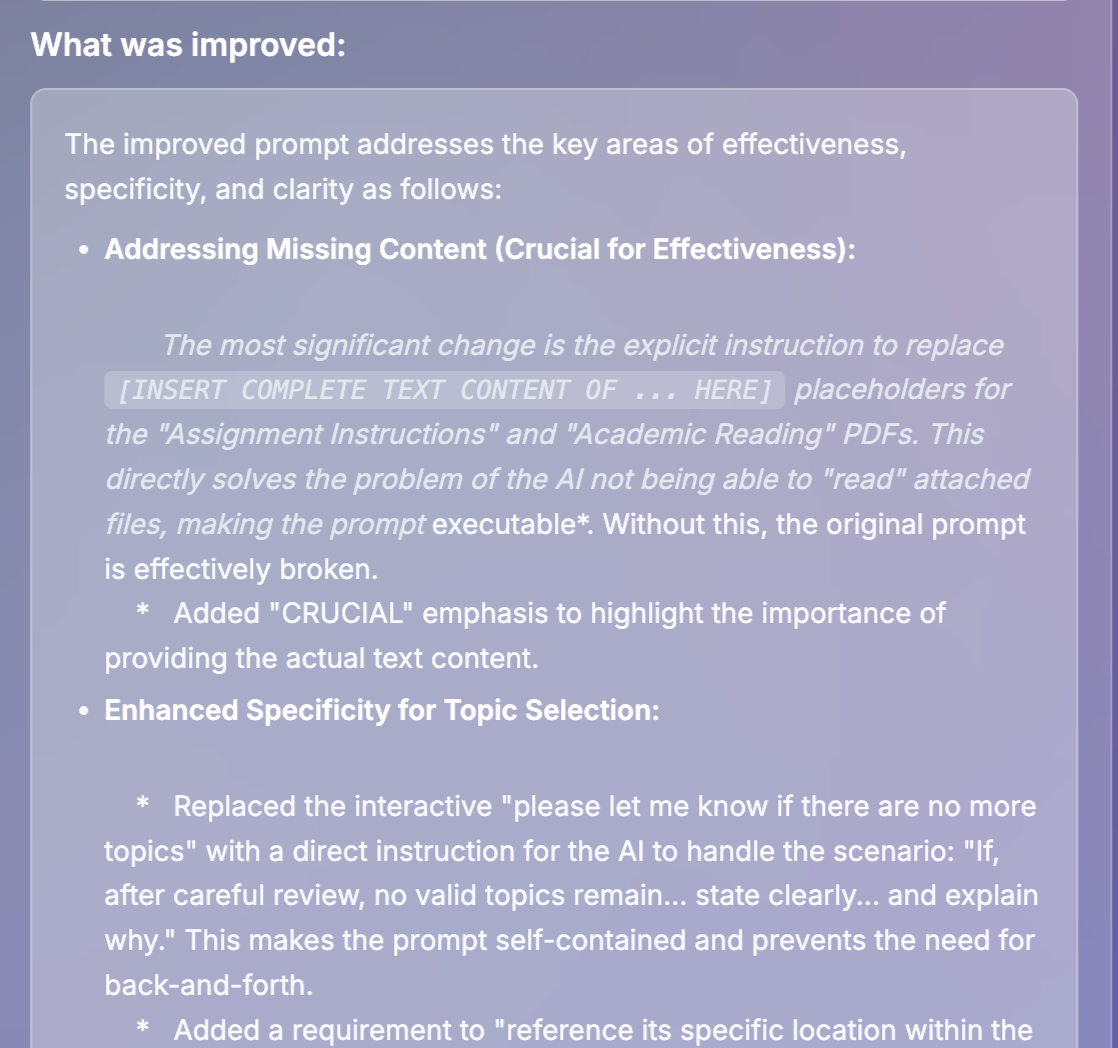 What was improved:
The improved prompt addresses the key areas of effectiveness,
specificity, and clarity as follows:
• Addressing Missing Content (Crucial for Effectiveness):
The most significant change is the explicit instruction to replace
[INSERT COMPLETE TEXT CONTENT OF ... HERE] placeholders for
the "Assignment Instructions" and "Academic Reading" PDFs. This
directly solves the problem of the AI not being able to "read" attached
files, making the prompt executable*. Without this, the original prompt
is effectively broken.
* Added "CRUCIAL" emphasis to highlight the importance of
providing the actual text content.
• Enhanced Specificity for Topic Selection:
* Replaced the interactive "please let me know if there are no more
topics" with a direct instruction for the AI to handle the scenario: "If,
after careful review, no valid topics remain... state clearly... and explain
why." This makes the prompt self-contained and prevents the need for
back-and-forth.
* Added a requirement to "reference its specific location within the